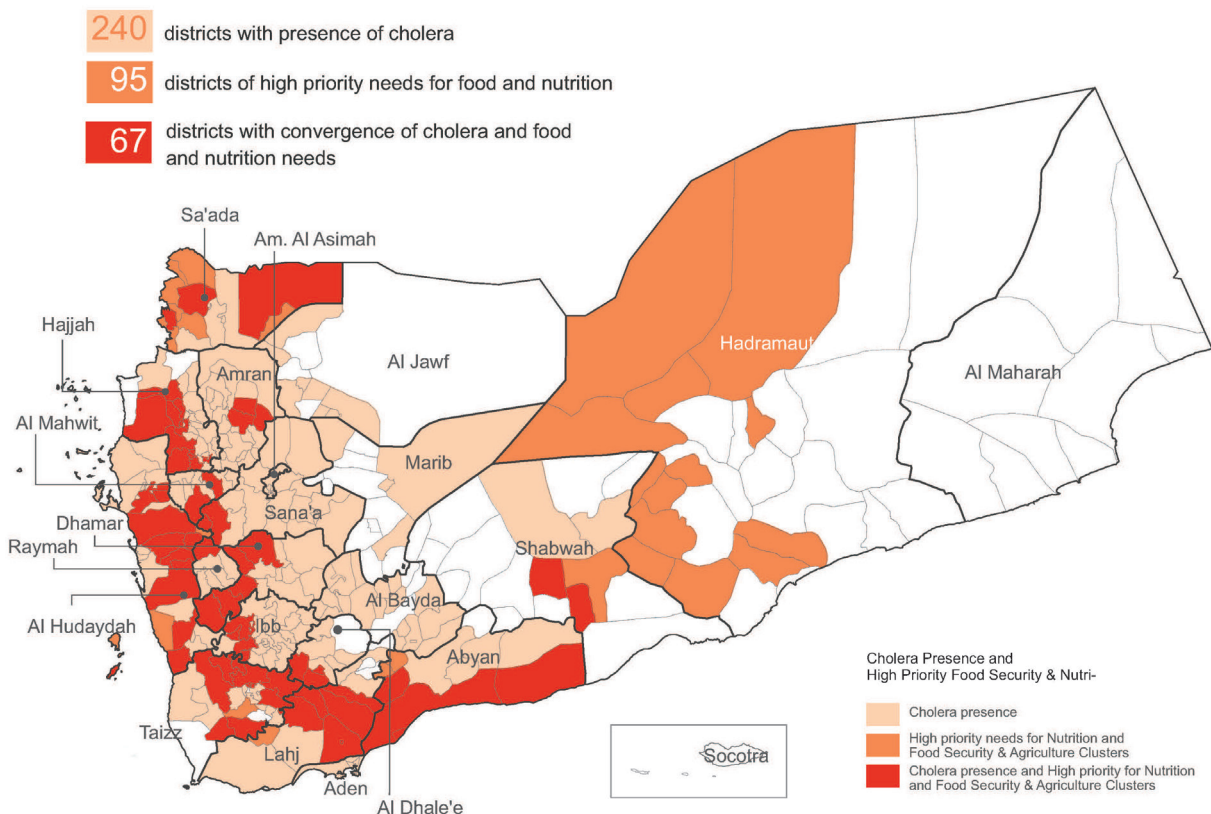 240 districts with presence of cholera
95 districts of high priority needs for food and nutrition
67 districts with convergence of cholera and food
and nutrition needs
Sa'ada
Am. Al Asimah
Hajjah
Amran
Al Jawf
Hadramaut
Al Maharah
Al Mahwit
Marib
Dhamar
Sana'a
Raymah
Shabwah
Al Bayda
Al Hudaydah
Ibb
Abyan
Taizz
Lahj
Aden
Al Dhale'e
Socotra
Cholera Presence and
High Priority Food Security & Nutri-
Cholera presence
High priority needs for Nutrition and
Food Security & Agriculture Clusters
Cholera presence and High priority for Nutrition
and Food Security & Agriculture Clusters